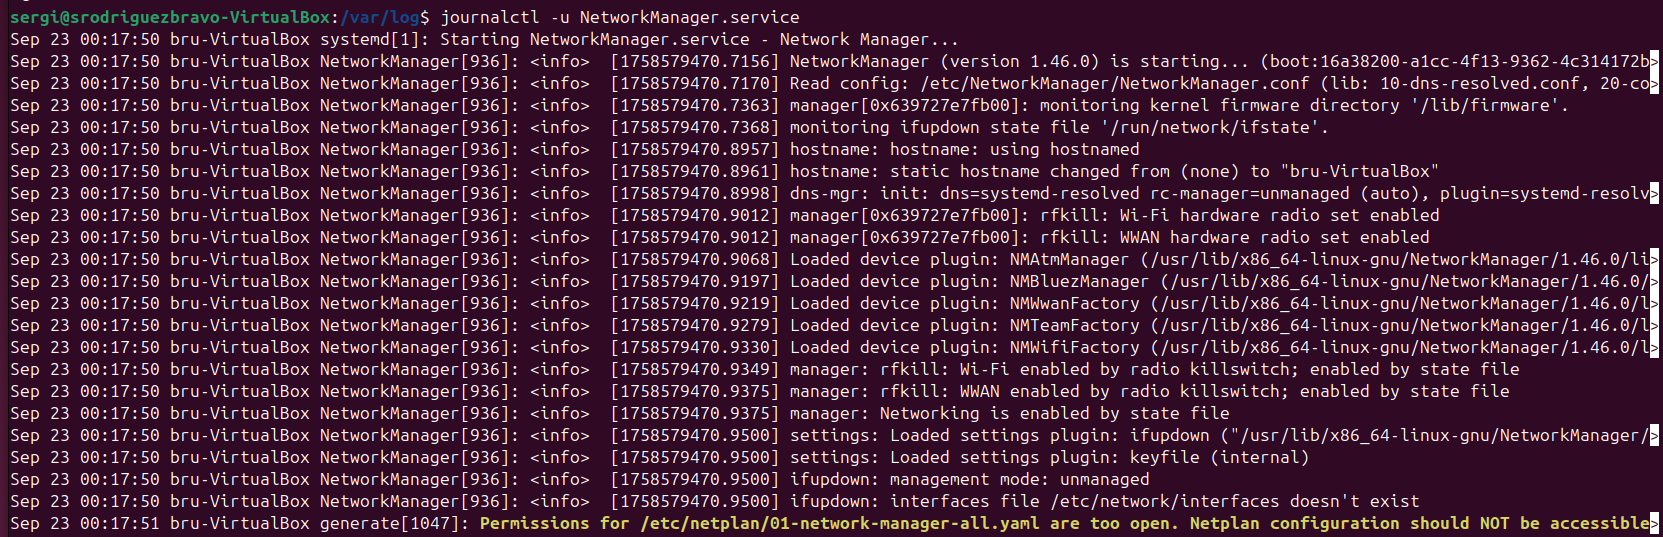 sergi@srodriguezbravo-VirtualBox:/var/log$ journalctl -u NetworkManager.service
Sep 23 00:17:50 bru-VirtualBox systemd[1]: Starting NetworkManager.service - Network Manager...
Sep 23 00:17:50 bru-VirtualBox NetworkManager[936]: <info>  [1758579470.7156] NetworkManager (version 1.46.0) is starting... (boot:16a38200-a1cc-4f13-9362-4c314172b>
Sep 23 00:17:50 bru-VirtualBox NetworkManager[936]: <info>  [1758579470.7170] Read config: /etc/NetworkManager/NetworkManager.conf (lib: 10-dns-resolved.conf, 20-co>
Sep 23 00:17:50 bru-VirtualBox NetworkManager[936]: <info>  [1758579470.7363] manager[0x639727e7fb00]: monitoring kernel firmware directory '/lib/firmware'.
Sep 23 00:17:50 bru-VirtualBox NetworkManager[936]: <info>  [1758579470.7368] monitoring ifupdown state file '/run/network/ifstate'.
Sep 23 00:17:50 bru-VirtualBox NetworkManager[936]: <info>  [1758579470.8957] hostname: hostname: using hostnamed
Sep 23 00:17:50 bru-VirtualBox NetworkManager[936]: <info>  [1758579470.8961] hostname: static hostname changed from (none) to "bru-VirtualBox"
Sep 23 00:17:50 bru-VirtualBox NetworkManager[936]: <info>  [1758579470.8998] dns-mgr: init: dns=systemd-resolved rc-manager=unmanaged (auto), plugin=systemd-resolv>
Sep 23 00:17:50 bru-VirtualBox NetworkManager[936]: <info>  [1758579470.9012] manager[0x639727e7fb00]: rfkill: Wi-Fi hardware radio set enabled
Sep 23 00:17:50 bru-VirtualBox NetworkManager[936]: <info>  [1758579470.9012] manager[0x639727e7fb00]: rfkill: WWAN hardware radio set enabled
Sep 23 00:17:50 bru-VirtualBox NetworkManager[936]: <info>  [1758579470.9068] Loaded device plugin: NMAtmManager (/usr/lib/x86_64-linux-gnu/NetworkManager/1.46.0/li>
Sep 23 00:17:50 bru-VirtualBox NetworkManager[936]: <info>  [1758579470.9197] Loaded device plugin: NMBluezManager (/usr/lib/x86_64-linux-gnu/NetworkManager/1.46.0/>
Sep 23 00:17:50 bru-VirtualBox NetworkManager[936]: <info>  [1758579470.9219] Loaded device plugin: NMWwanFactory (/usr/lib/x86_64-linux-gnu/NetworkManager/1.46.0/l>
Sep 23 00:17:50 bru-VirtualBox NetworkManager[936]: <info>  [1758579470.9279] Loaded device plugin: NMTeamFactory (/usr/lib/x86_64-linux-gnu/NetworkManager/1.46.0/l>
Sep 23 00:17:50 bru-VirtualBox NetworkManager[936]: <info>  [1758579470.9330] Loaded device plugin: NMWifiFactory (/usr/lib/x86_64-linux-gnu/NetworkManager/1.46.0/l>
Sep 23 00:17:50 bru-VirtualBox NetworkManager[936]: <info>  [1758579470.9349] manager: rfkill: Wi-Fi enabled by radio killswitch; enabled by state file
Sep 23 00:17:50 bru-VirtualBox NetworkManager[936]: <info>  [1758579470.9375] manager: rfkill: WWAN enabled by radio killswitch; enabled by state file
Sep 23 00:17:50 bru-VirtualBox NetworkManager[936]: <info>  [1758579470.9375] manager: Networking is enabled by state file
Sep 23 00:17:50 bru-VirtualBox NetworkManager[936]: <info>  [1758579470.9500] settings: Loaded settings plugin: ifupdown ("/usr/lib/x86_64-linux-gnu/NetworkManager/>
Sep 23 00:17:50 bru-VirtualBox NetworkManager[936]: <info>  [1758579470.9500] settings: Loaded settings plugin: keyfile (internal)
Sep 23 00:17:50 bru-VirtualBox NetworkManager[936]: <info>  [1758579470.9500] ifupdown: management mode: unmanaged
Sep 23 00:17:50 bru-VirtualBox NetworkManager[936]: <info>  [1758579470.9500] ifupdown: interfaces file /etc/network/interfaces doesn't exist
Sep 23 00:17:51 bru-VirtualBox generate[1047]: Permissions for /etc/netplan/01-network-manager-all.yaml are too open. Netplan configuration should NOT be accessible>